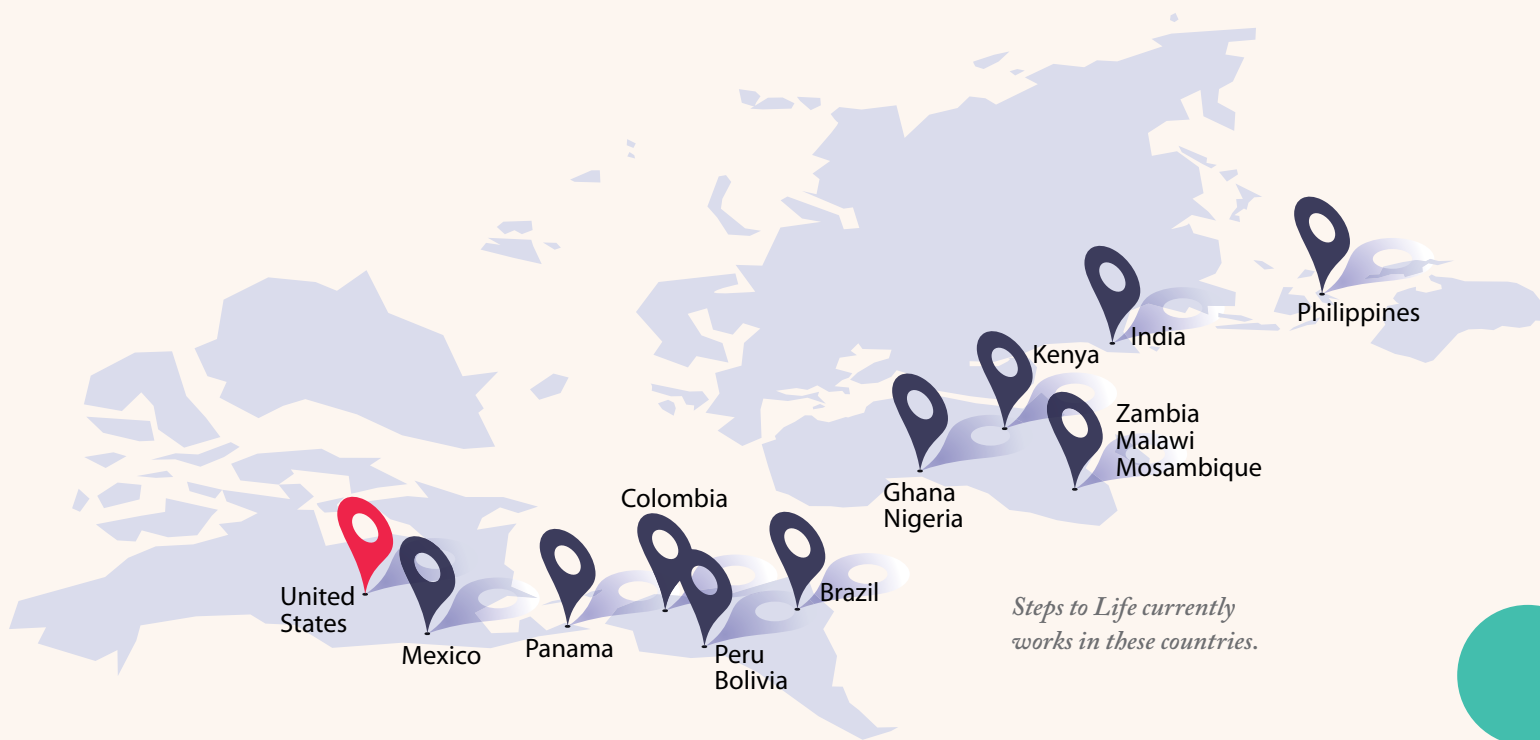 Philippines
India
Kenya
Zambia
Malawi
Mosambique
Ghana
Nigeria
Colombia
United
States
Mexico
Panama
Brazil
Peru
Bolivia
Steps to Life currently
works in these countries.